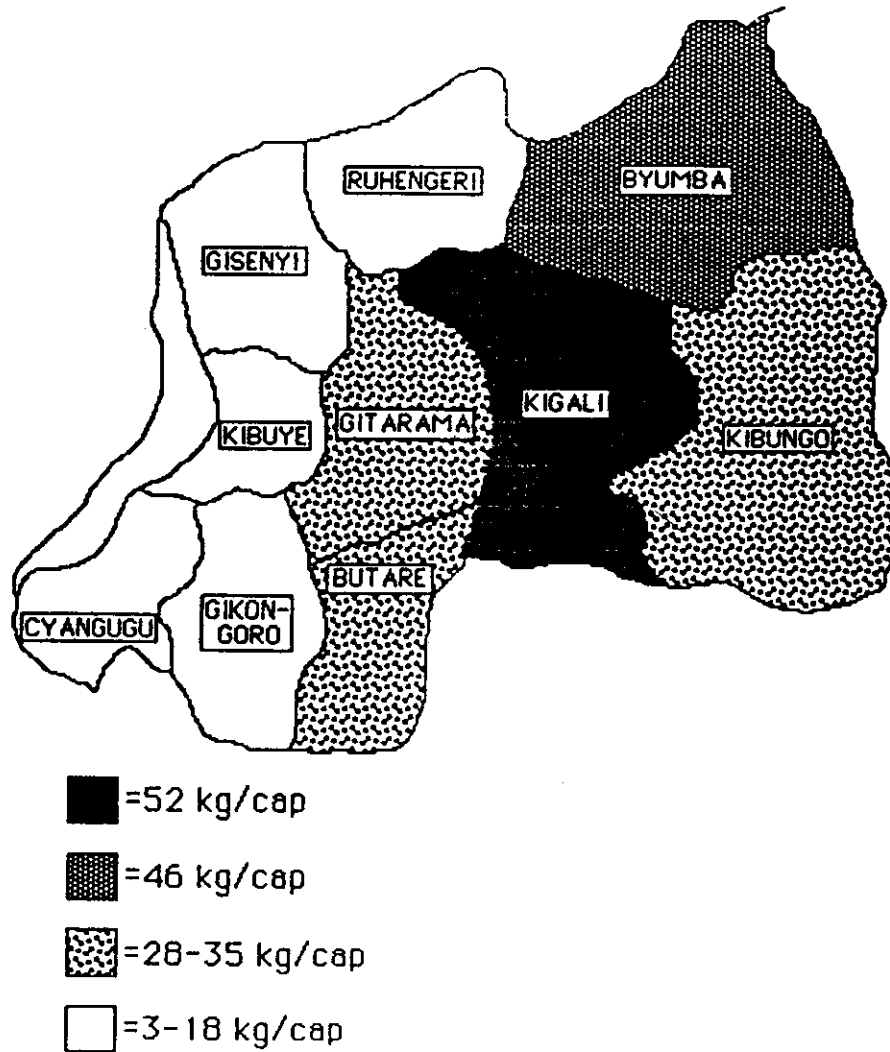 RUHENGERI
BYUMBA
GISENYI
KIGALI
KIBUYE
GITARAMA
KIBUNGO
BUTARE
CYANGUGU
GIKON-
GORO
=52 kg/cap
=46 kg/cap
=28-35 kg/cap
=3-18 kg/cap